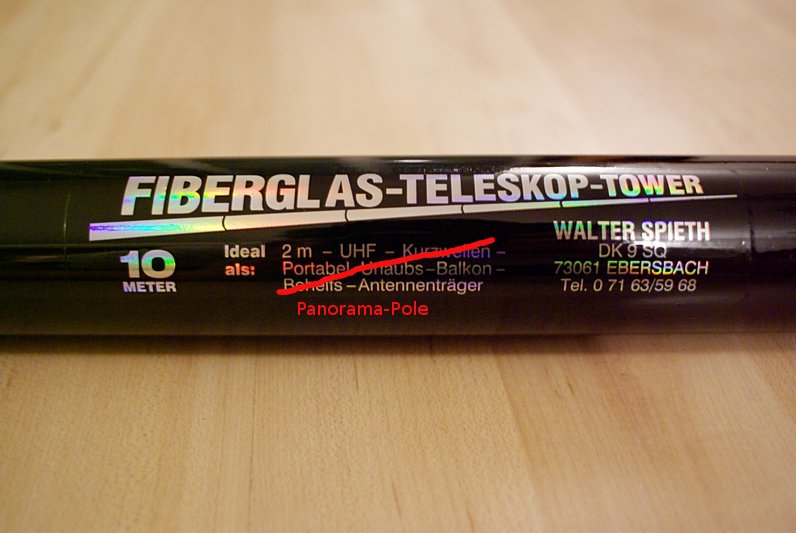 FIBERGLAS-TELESKOP-TOWER
10
METER
Ideal
als:
2 m – UHF – Kurzwellen –
Portabel-Urlaubs-Balkon –
Behelfs – Antennenträger
Panorama-Pole
WALTER SPIETH
DK 9 SQ
73061 EBERSBACH
Tel. 0 71 63/59 68